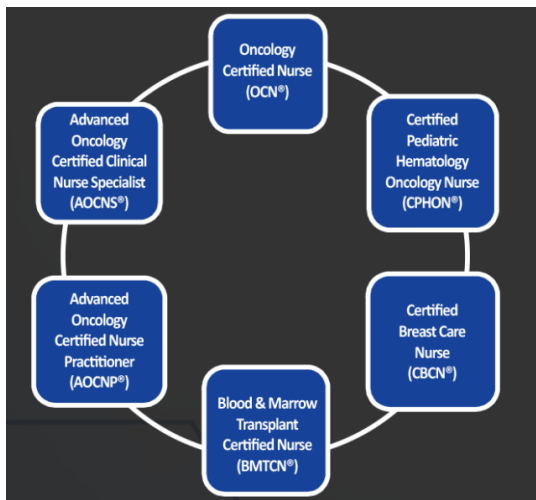 Oncology
Certified Nurse
(OCN®)
Certified
Pediatric
Hematology
Oncology Nurse
(CPHON®)
Certified
Breast Care
Nurse
(CBCN®)
Blood & Marrow
Transplant
Certified Nurse
(BMTCN®)
Advanced
Oncology
Certified Nurse
Practitioner
(AOCNP®)
Advanced
Oncology
Certified Clinical
Nurse Specialist
(AOCNS®)